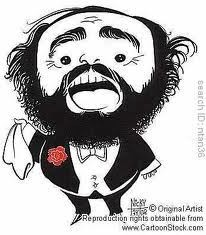 search ID: ntan36
© Original Artist
Reproduction rights obtainable from
www.CartoonStock.com